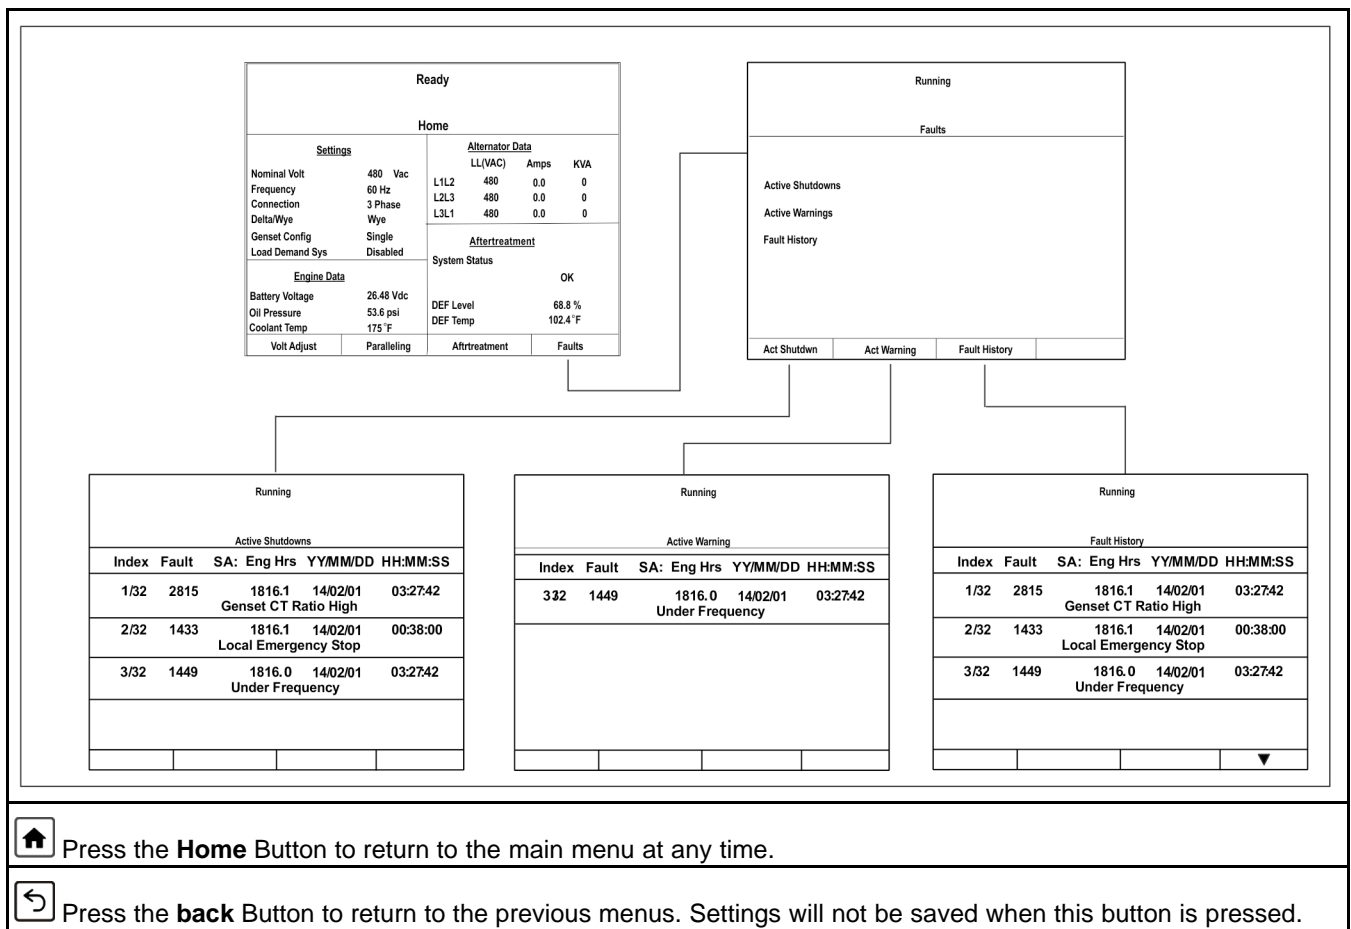 Ready
Home
Settings
Nominal Volt 480 Vac
Frequency 60 Hz
Connection 3 Phase
Delta/Wye Wye
Genset Config Single
Load Demand Sys Disabled
Engine Data
Battery Voltage 26.48 Vdc
Oil Pressure 53.6 psi
Coolant Temp 175°F
Alternator Data
LL(VAC) Amps KVA
L1L2 480 0.0 0
L2L3 480 0.0 0
L3L1 480 0.0 0
Aftertreatment
System Status
OK
DEF Level 68.8 %
DEF Temp 102.4°F
Volt Adjust Paralleling Aftrtreatment Faults
Running
Faults
Active Shutdowns
Active Warnings
Fault History
Act Shutdwn Act Warning Fault History
Running
Active Shutdowns
Index Fault SA: Eng Hrs YY/MM/DD HH:MM:SS
1/32 2815 1816.1 14/02/01 03:27:42
Genset CT Ratio High
2/32 1433 1816.1 14/02/01 00:38:00
Local Emergency Stop
3/32 1449 1816.0 14/02/01 03:27:42
Under Frequency
Running
Active Warning
Index Fault SA: Eng Hrs YY/MM/DD HH:MM:SS
1449 1816.0 14/02/01 03:27:42
Under Frequency
Running
Fault History
Index Fault SA: Eng Hrs YY/MM/DD HH:MM:SS
1/32 2815 1816.1 14/02/01 03:27:42
Genset CT Ratio High
2/32 1433 1816.1 14/02/01 00:38:00
Local Emergency Stop
3/32 1449 1816.0 14/02/01 03:27:42
Under Frequency
▼
Press the Home Button to return to the main menu at any time.
Press the back Button to return to the previous menus. Settings will not be saved when this button is pressed.